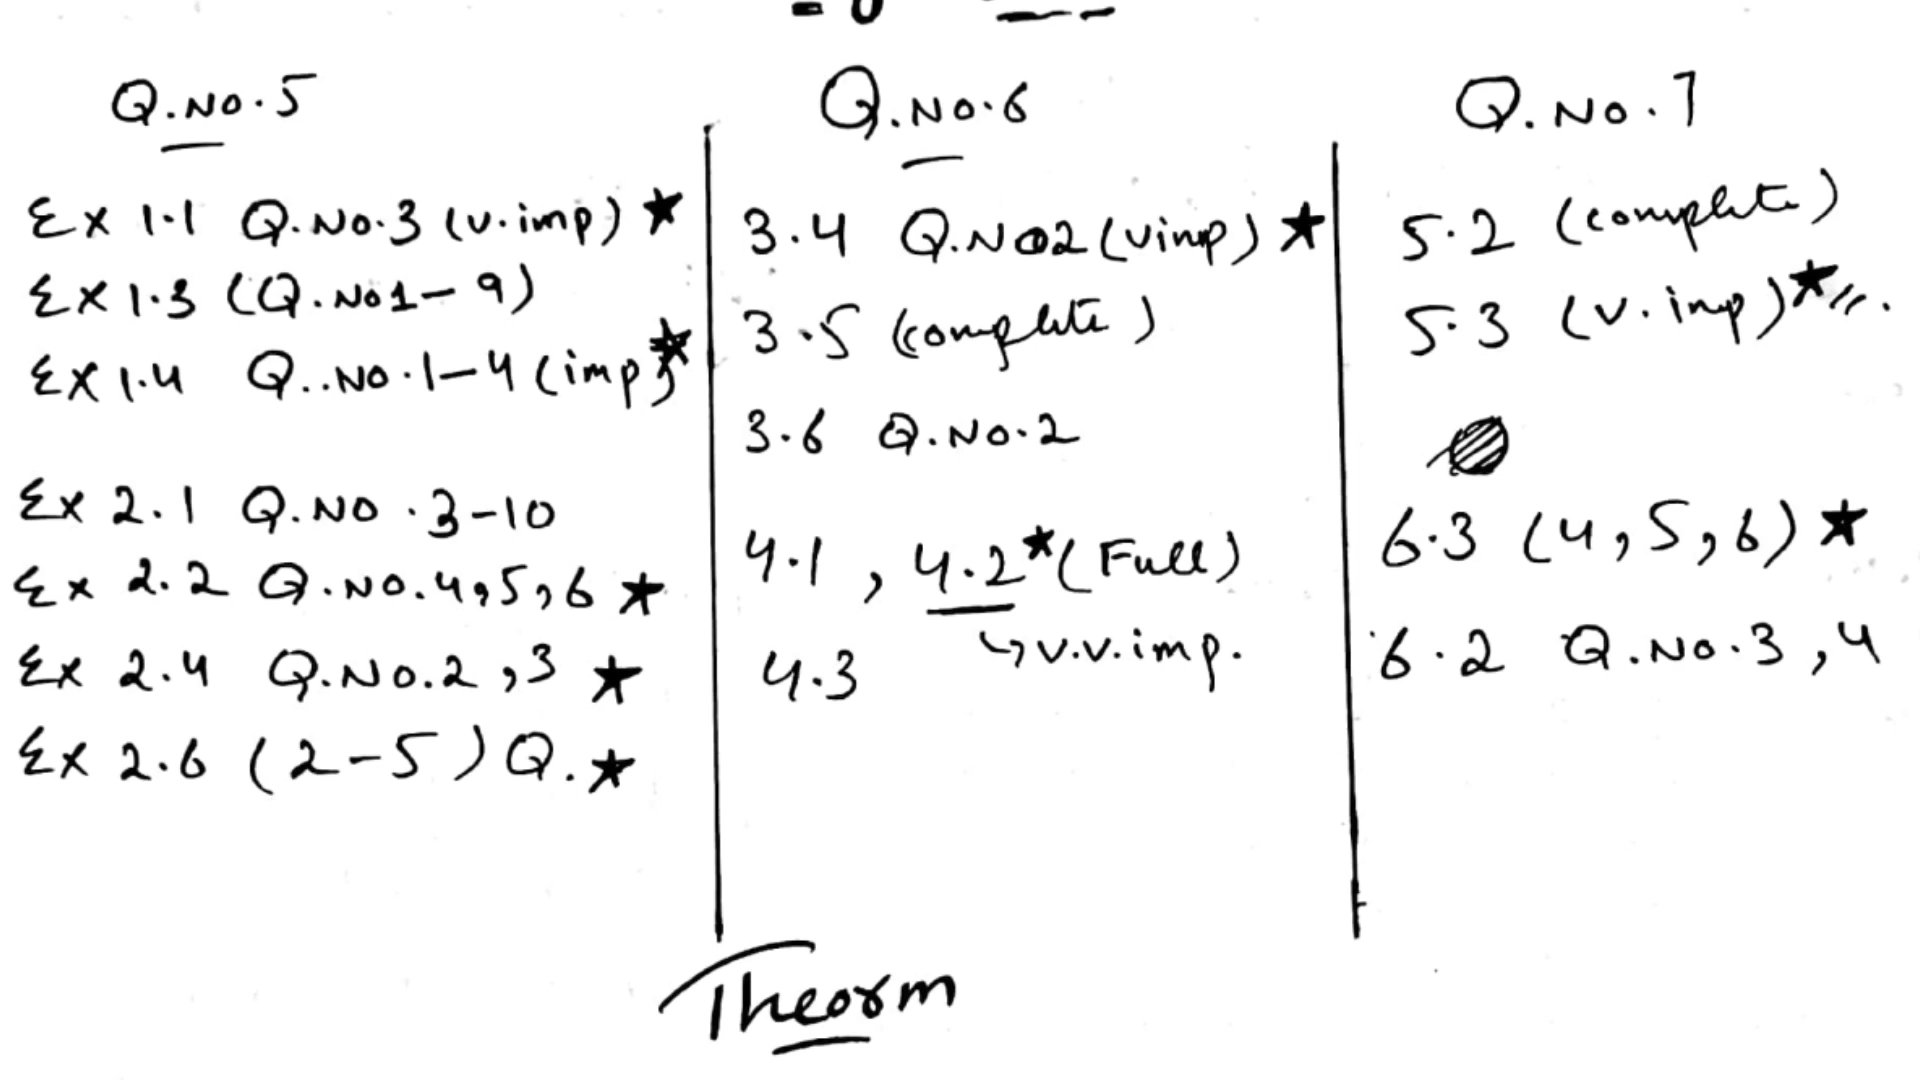 Q.No.5
Ex 1.1 Q.No.3 (v.imp) ★
Ex 1.3 (Q.No1-9)
Ex 1.4 Q..No.1-4 (imp) ★
Ex 2.1 Q.No.3-10
Ex 2.2 Q.No.4,5,6 ★
Ex 2.4 Q.No.2,3 ★
Ex 2.6 (2-5) Q. ★
Q.No.6
3.4 Q.No2 (vimp) ★
3.5 (complete)
3.6 Q.No.2
4.1, 4.2* (Full)
↳ v.v.imp.
4.3
Q.No.7
5.2 (complete)
5.3 (v.imp) ★
6.3 (4,5,6) ★
6.2 Q.No.3,4
Theorm